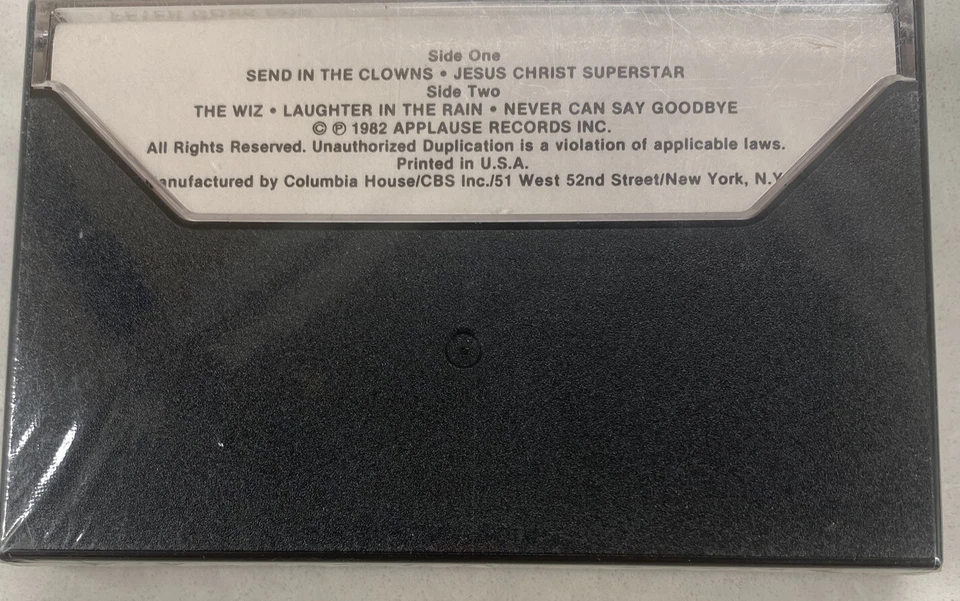 Side One
SEND IN THE CLOWNS • JESUS CHRIST SUPERSTAR
Side Two
THE WIZ • LAUGHTER IN THE RAIN • NEVER CAN SAY GOODBYE
© ℗ 1982 APPLAUSE RECORDS INC.
All Rights Reserved. Unauthorized Duplication is a violation of applicable laws.
Printed in U.S.A.
anufactured by Columbia House/CBS Inc./51 West 52nd Street/New York, N.Y